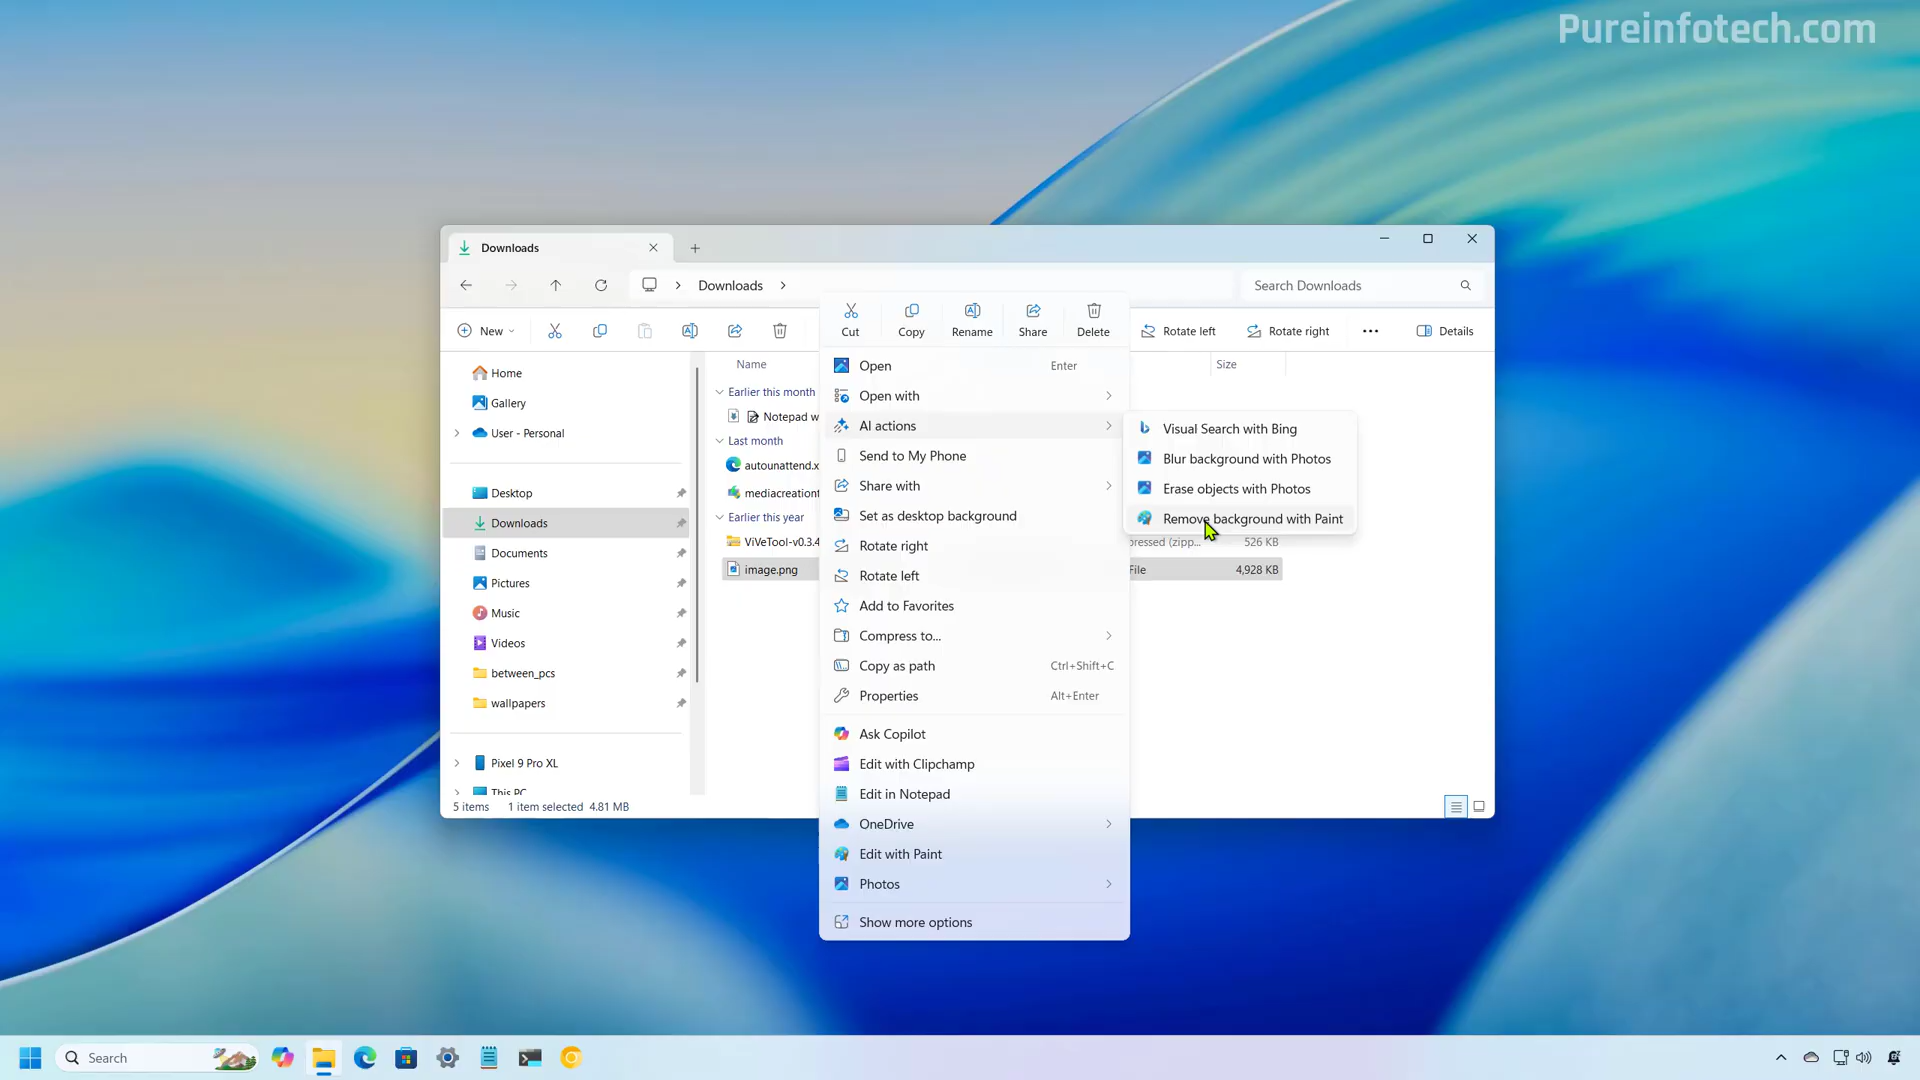 Pureinfotech.com
Downloads
Downloads
Search Downloads
New
Cut
Copy
Rename
Share
Delete
Rotate left
Rotate right
Details
Home
Gallery
User - Personal
Desktop
Downloads
Documents
Pictures
Music
Videos
between_pcs
wallpapers
Pixel 9 Pro XL
This PC
Name
Size
Earlier this month
Notepad w
Last month
autounattend.x
mediacreationt
Earlier this year
ViVeTool-v0.3.4
pressed (zipp...
526 KB
image.png
File
4,928 KB
Open Enter
Open with
AI actions
Send to My Phone
Share with
Set as desktop background
Rotate right
Rotate left
Add to Favorites
Compress to...
Copy as path Ctrl+Shift+C
Properties Alt+Enter
Ask Copilot
Edit with Clipchamp
Edit in Notepad
OneDrive
Edit with Paint
Photos
Show more options
Visual Search with Bing
Blur background with Photos
Erase objects with Photos
Remove background with Paint
5 items 1 item selected 4.81 MB
Search